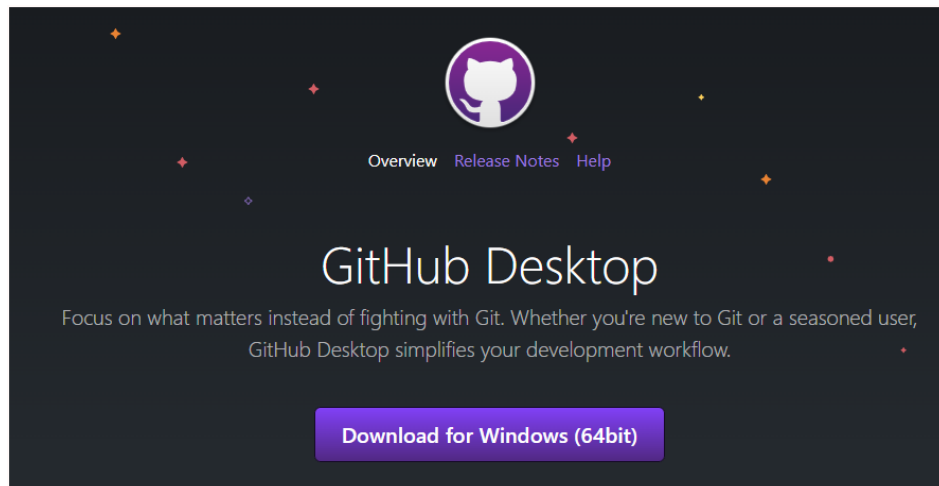 Overview Release Notes Help
GitHub Desktop
Focus on what matters instead of fighting with Git. Whether you're new to Git or a seasoned user,
GitHub Desktop simplifies your development workflow.
Download for Windows (64bit)